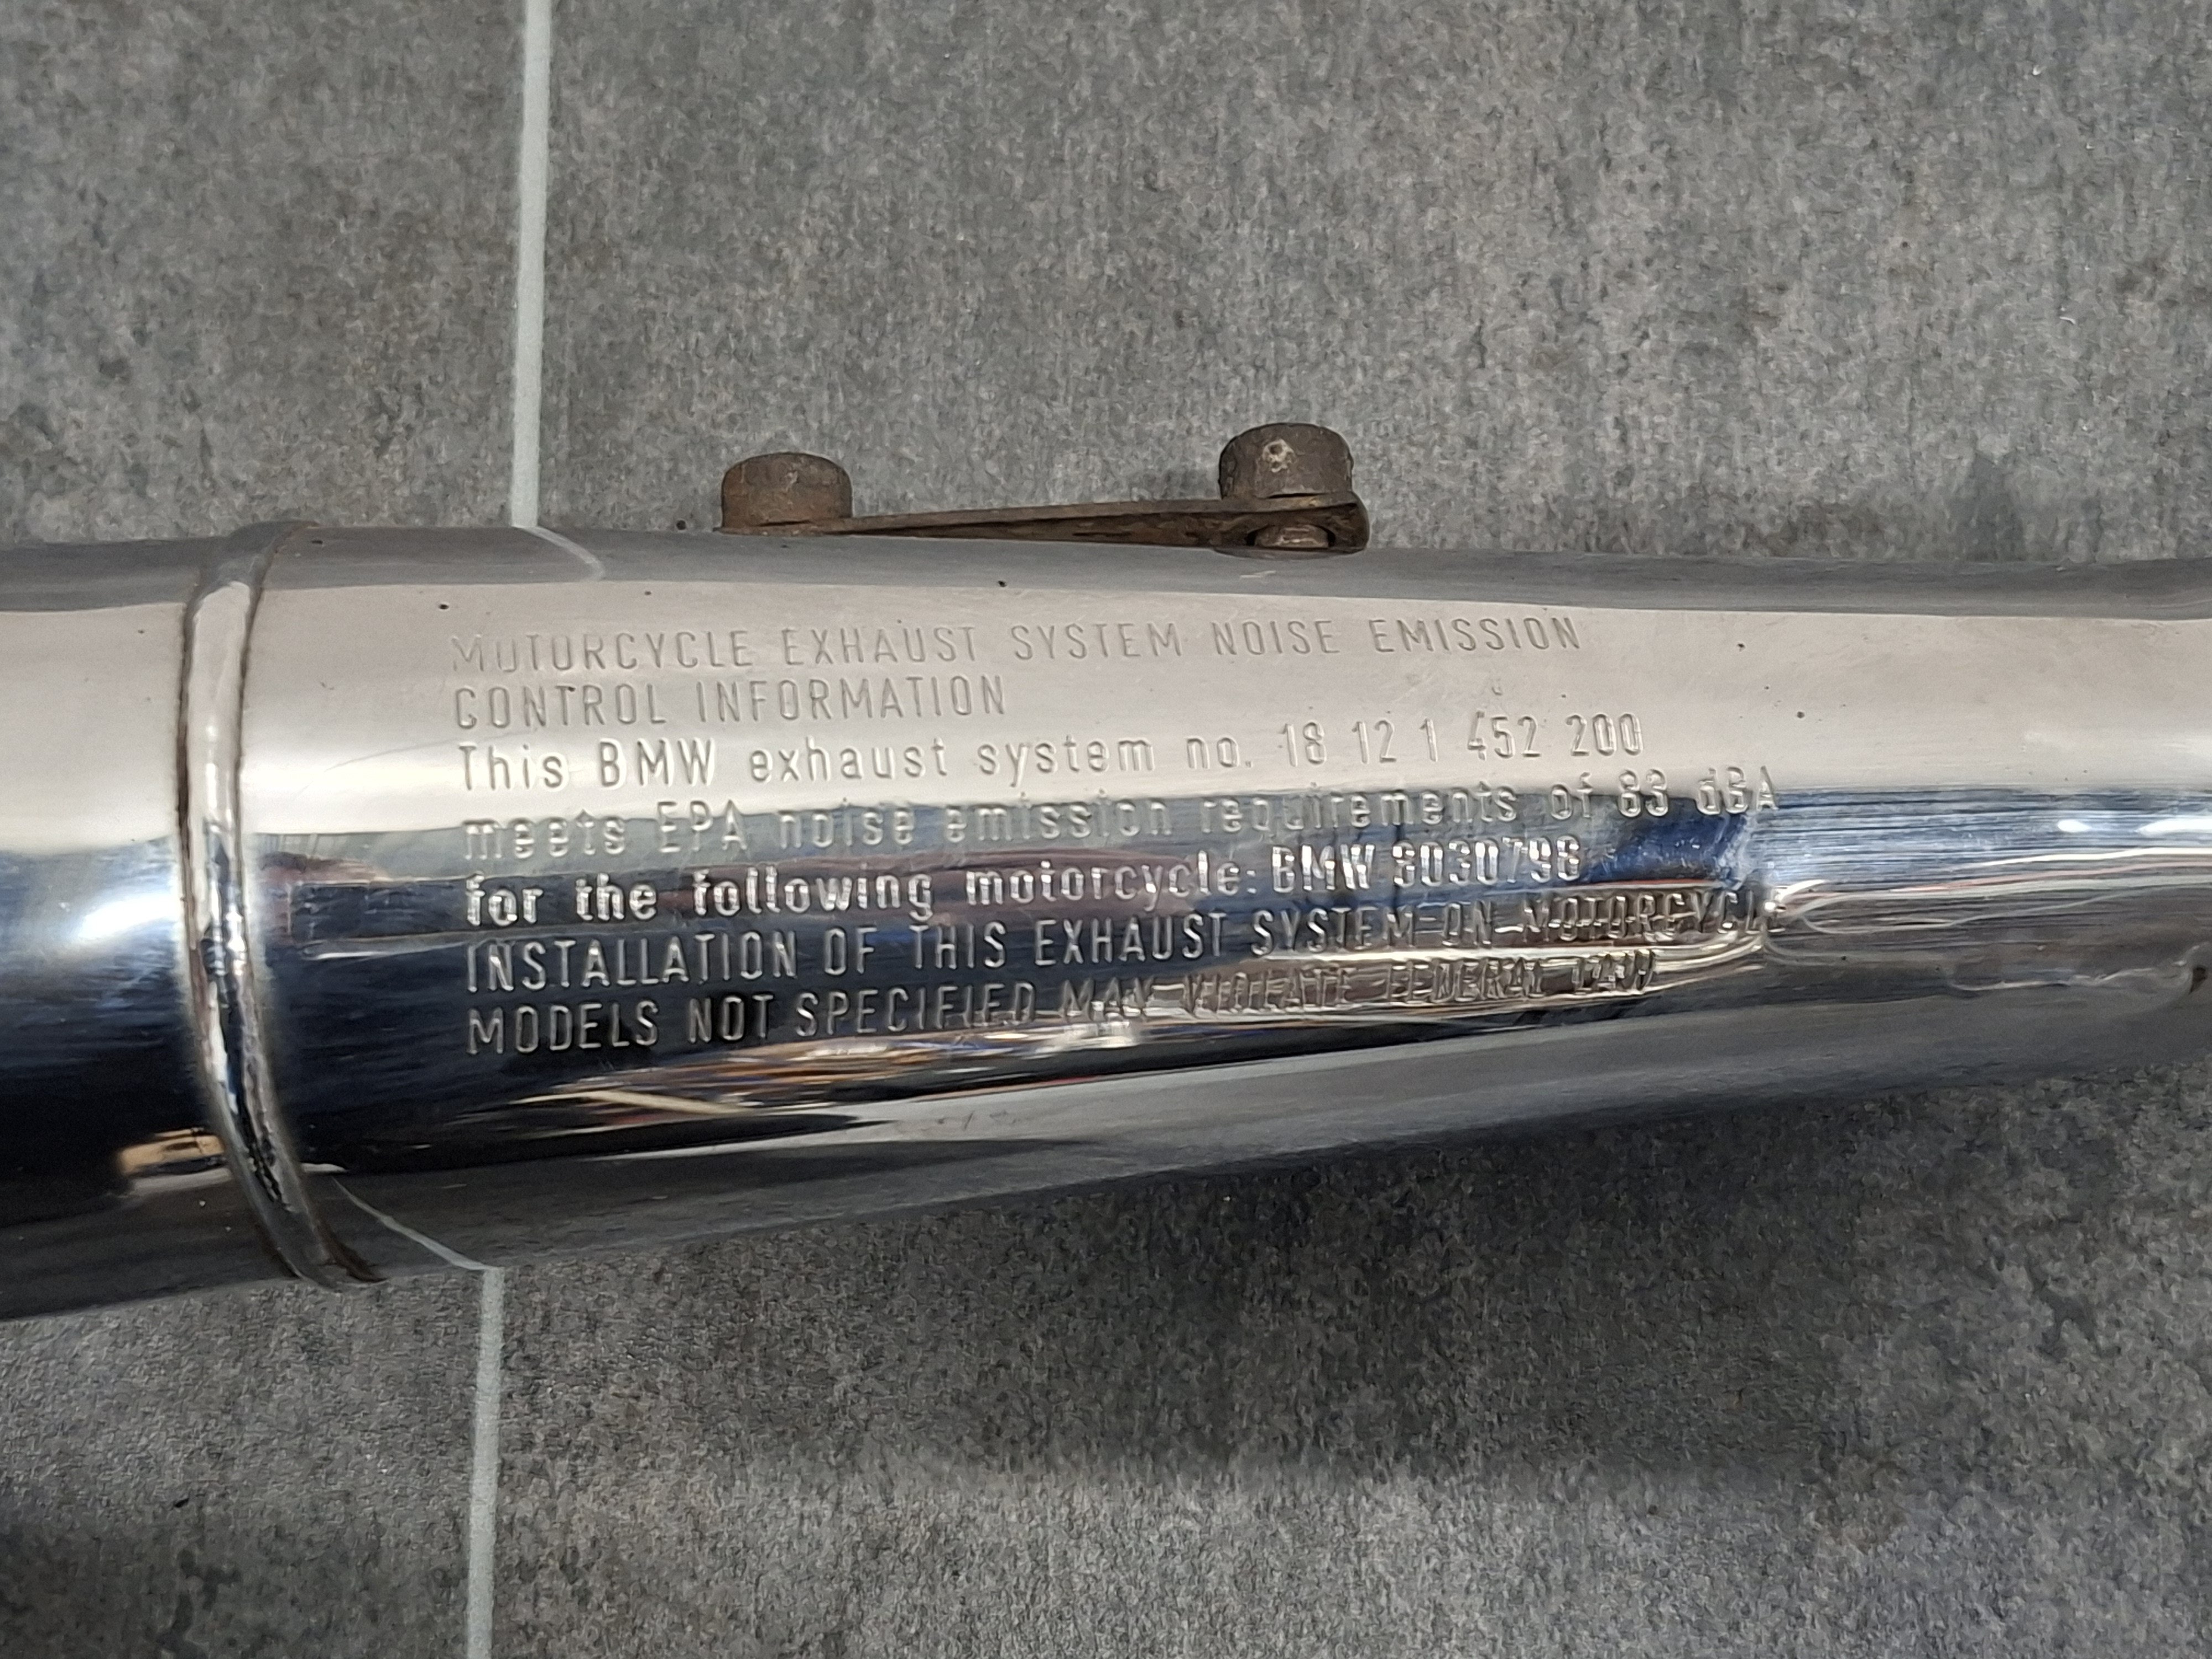 MOTORCYCLE EXHAUST SYSTEM NOISE EMISSION
CONTROL INFORMATION
This BMW exhaust system no. 18 12 1 452 200
meets EPA noise emission requirements of 83 dBA
for the following motorcycle: BMW
INSTALLATION OF THIS EXHAUST SYSTEM ON MOTORCYCLE
MODELS NOT SPECIFIED MAY VIOLATE FEDERAL LAW